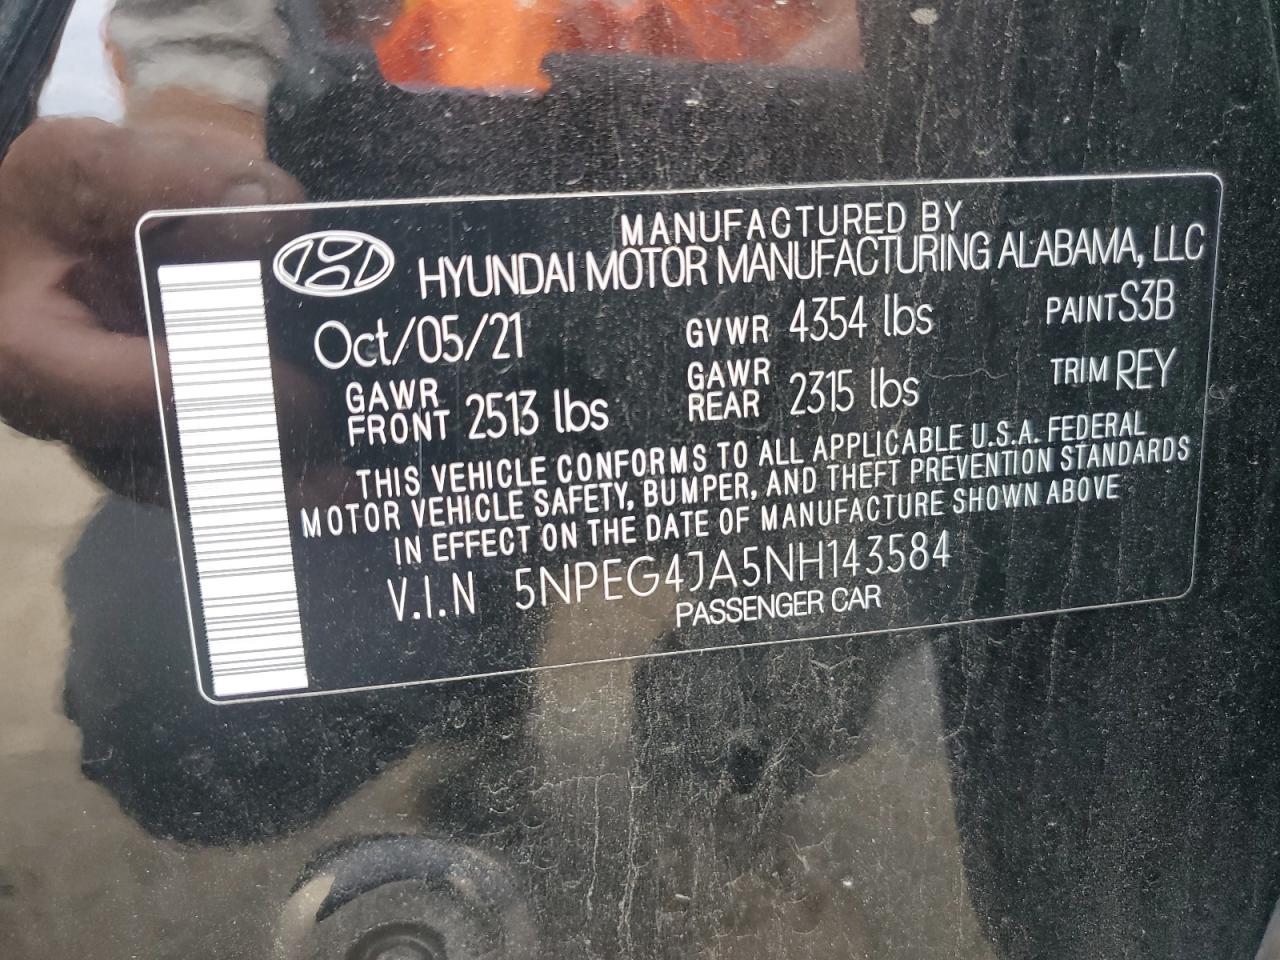 MANUFACTURED BY
HYUNDAI MOTOR MANUFACTURING ALABAMA, LLC
Oct/05/21 GVWR 4354 lbs PAINT S3B
GAWR FRONT 2513 lbs GAWR REAR 2315 lbs TRIM REY
THIS VEHICLE CONFORMS TO ALL APPLICABLE U.S.A. FEDERAL
MOTOR VEHICLE SAFETY, BUMPER, AND THEFT PREVENTION STANDARDS
IN EFFECT ON THE DATE OF MANUFACTURE SHOWN ABOVE
V.I.N 5NPEG4JA5NH143584
PASSENGER CAR